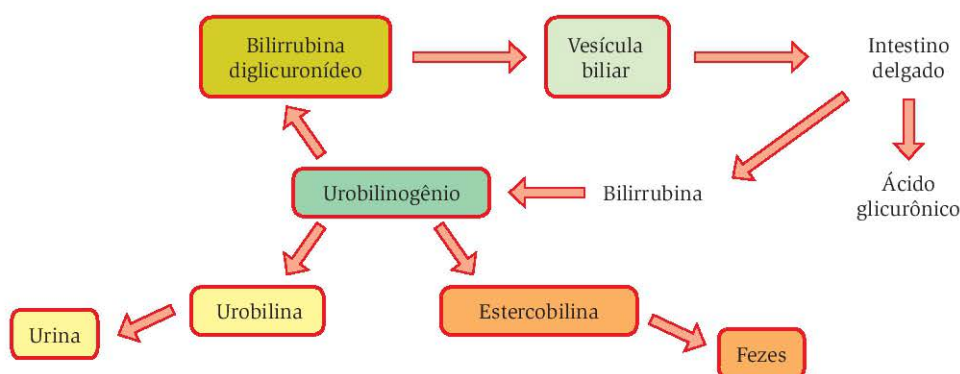 Bilirrubina
diglicuronídeo
Vesícula
biliar
Intestino
delgado
Urobilinogênio
Bilirrubina
Ácido
glicurônico
Urobilina
Estercobilina
Urina
Fezes